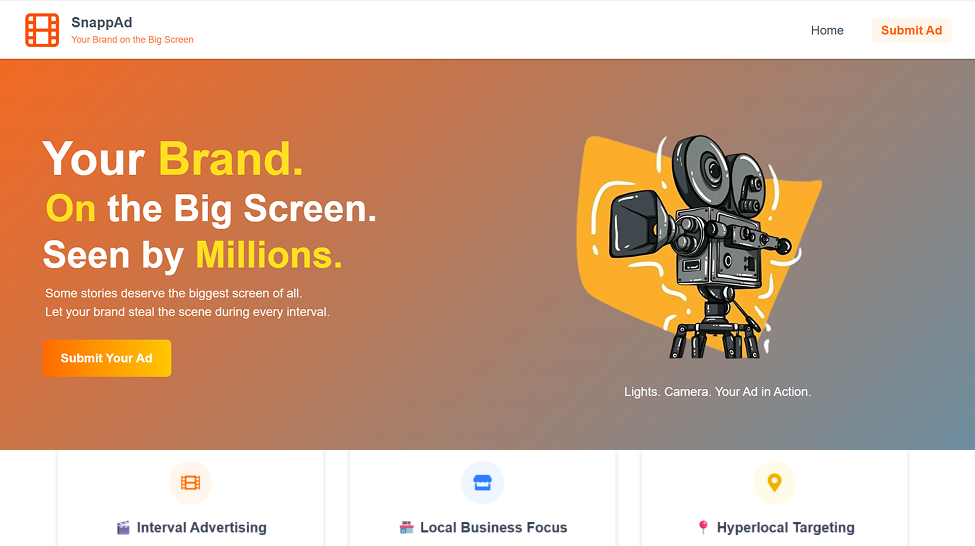 SnappAd
Your Brand on the Big Screen
Home
Submit Ad
Your Brand.
On the Big Screen.
Seen by Millions.
Some stories deserve the biggest screen of all.
Let your brand steal the scene during every interval.
Submit Your Ad
Lights. Camera. Your Ad in Action.
Interval Advertising
Local Business Focus
Hyperlocal Targeting